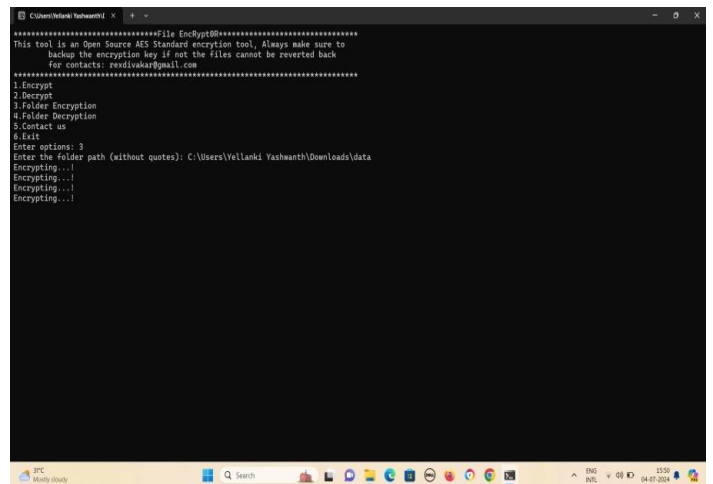 C:\Users\Yellanki Yashwanth\I
*********************************File EncRypt0R********************************
This tool is an Open Source AES Standard encrytion tool, Always make sure to
backup the encryption key if not the files cannot be reverted back
for contacts: rexdivakar@gmail.com
*******************************************************************************
1.Encrypt
2.Decrypt
3.Folder Encryption
4.Folder Decryption
5.Contact us
6.Exit
Enter options: 3
Enter the folder path (without quotes): C:\Users\Yellanki Yashwanth\Downloads\data
Encrypting...!
Encrypting...!
Encrypting...!
Encrypting...!
31°C
Mostly cloudy
Search
ENG
INTL
15:50
04-07-2024